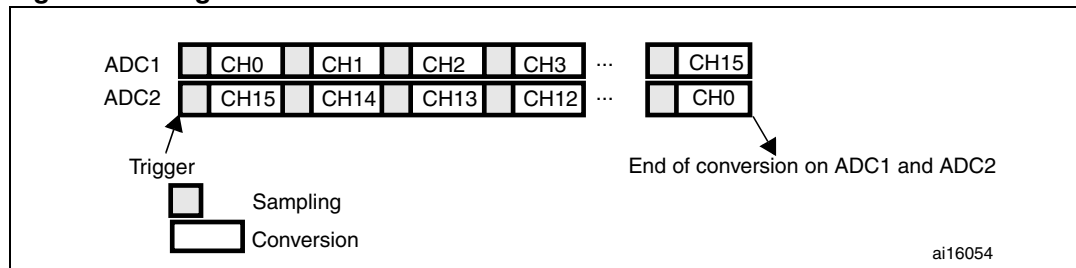 ADC1 CH0 CH1 CH2 CH3 ... CH15
ADC2 CH15 CH14 CH13 CH12 ... CH0
Trigger
End of conversion on ADC1 and ADC2
Sampling
Conversion
ai16054